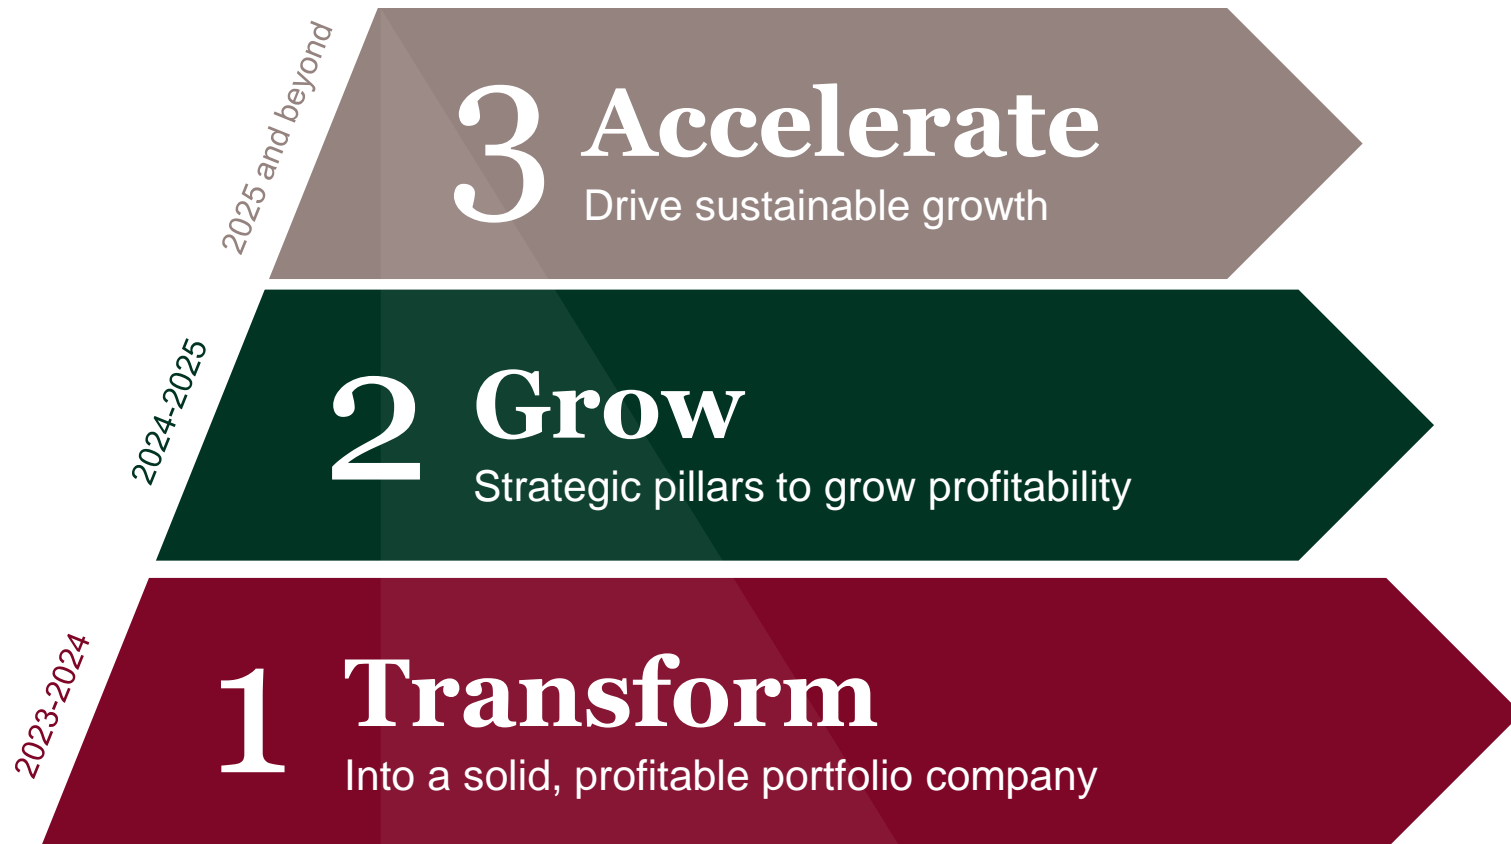 2025 and beyond
3 Accelerate
Drive sustainable growth
2024-2025
2 Grow
Strategic pillars to grow profitability
2023-2024
1 Transform
Into a solid, profitable portfolio company